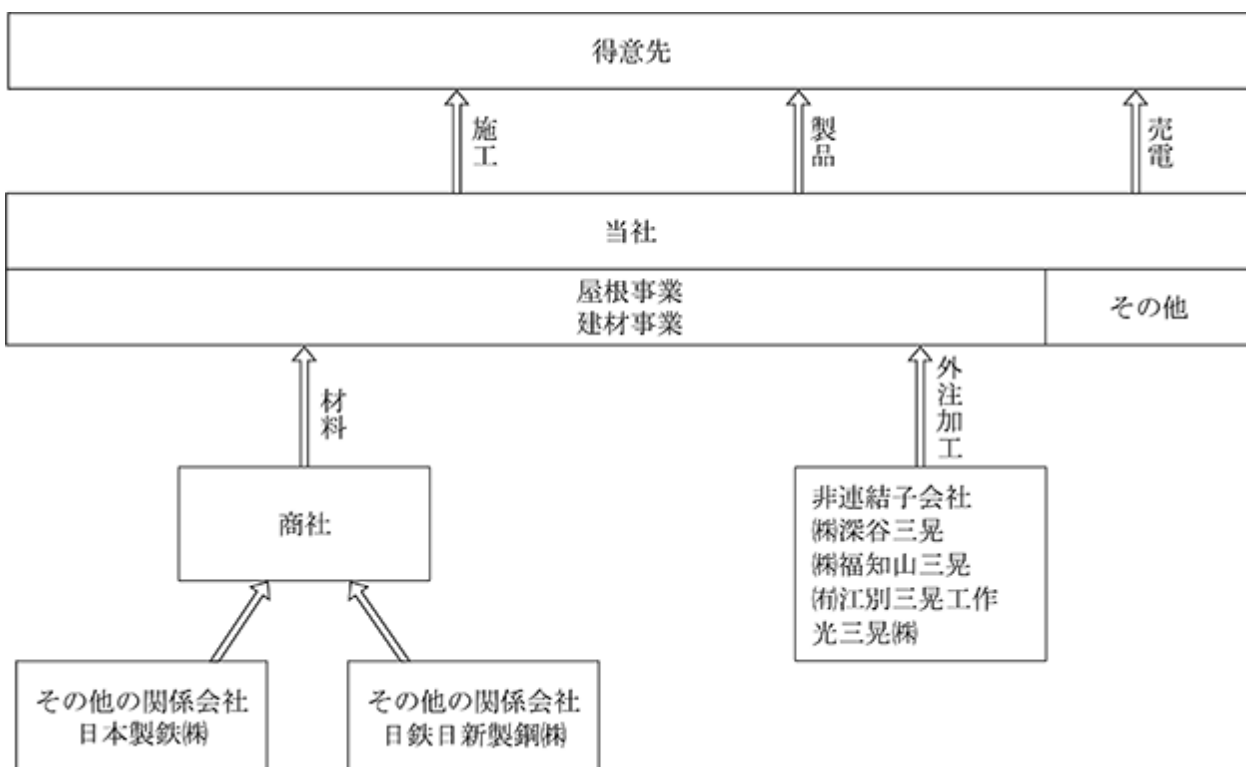 得意先
施工
製品
売電
当社
屋根事業
建材事業
その他
材料
外注加工
商社
非連結子会社
㈱深谷三晃
㈱福知山三晃
㈲江別三晃工作
光三晃㈱
その他の関係会社
日本製鉄㈱
その他の関係会社
日鉄日新製鋼㈱